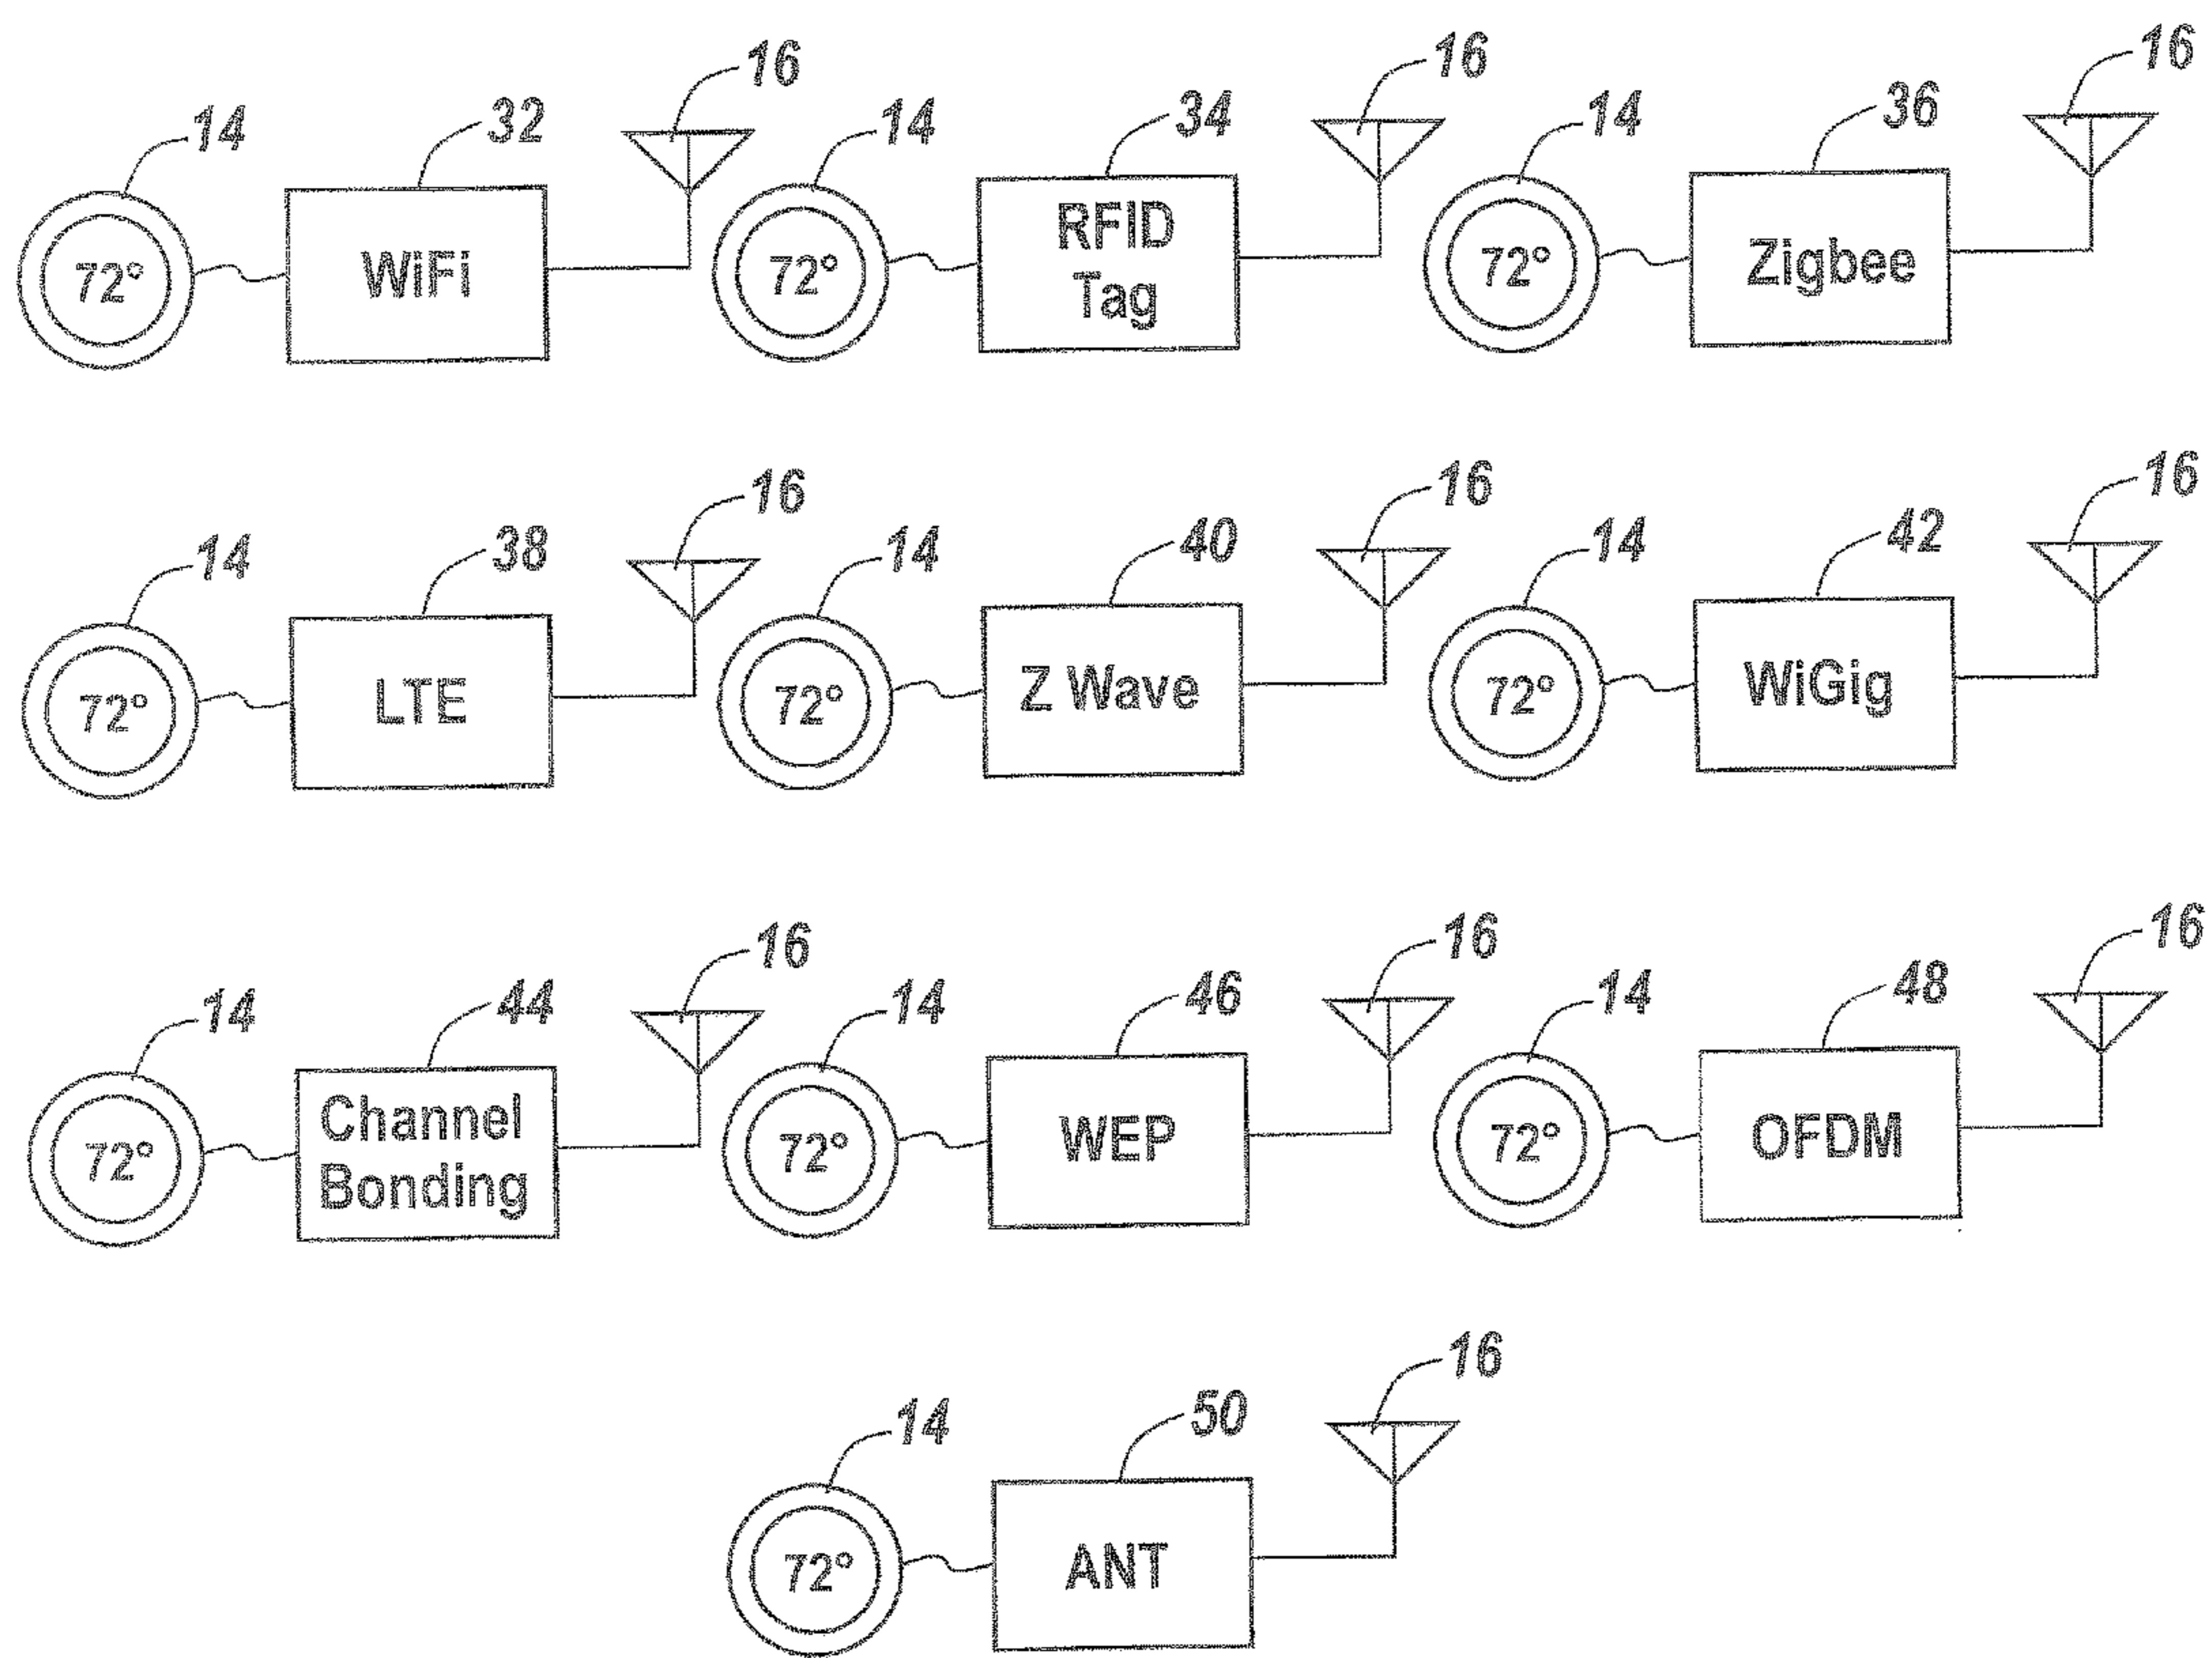 14 32 16 14 34 16 14 36 16
72° WiFi 72° RFID Tag 72° Zigbee
14 38 16 14 40 16 14 42 16
72° LTE 72° Z Wave 72° WiGig
14 44 16 14 46 16 14 48 16
72° Channel Bonding 72° WEP 72° OFDM
14 50 16
72° ANT